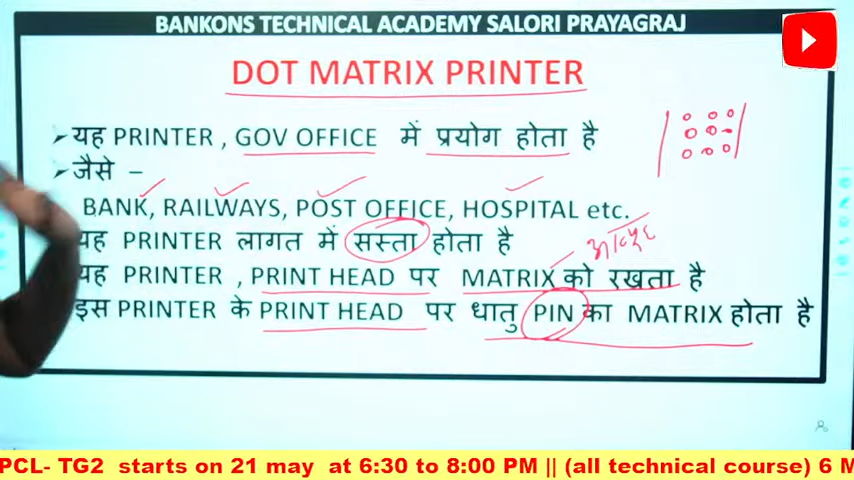 BANKONS TECHNICAL ACADEMY SALORI PRAYAGRAJ
DOT MATRIX PRINTER
यह PRINTER , GOV OFFICE में प्रयोग होता है
जैसे –
BANK, RAILWAYS, POST OFFICE, HOSPITAL etc.
यह PRINTER लागत में सस्ता होता है
यह PRINTER , PRINT HEAD पर MATRIX को रखता है
इस PRINTER के PRINT HEAD पर धातु PIN का MATRIX होता है
PCL- TG2 starts on 21 may at 6:30 to 8:00 PM || (all technical course) 6 M